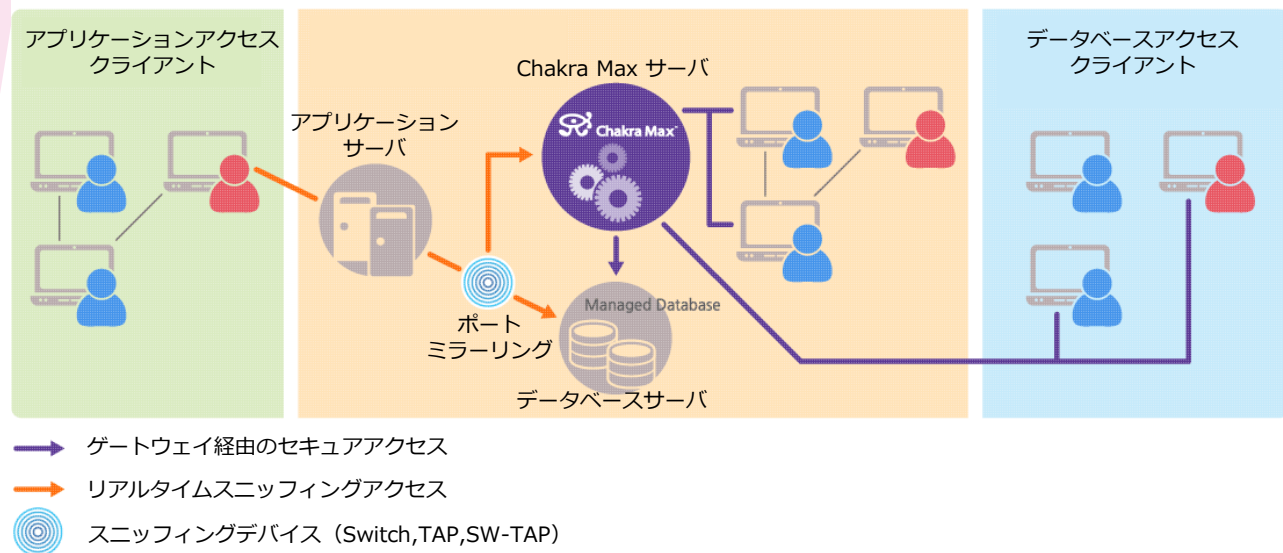 アプリケーションアクセス
クライアント
データベースアクセス
クライアント
Chakra Max サーバ
アプリケーション
サーバ
Chakra Max™
Managed Database
ポート
ミラーリング
データベースサーバ
ゲートウェイ経由のセキュアアクセス
リアルタイムスニッフィングアクセス
スニッフィングデバイス（Switch,TAP,SW-TAP）